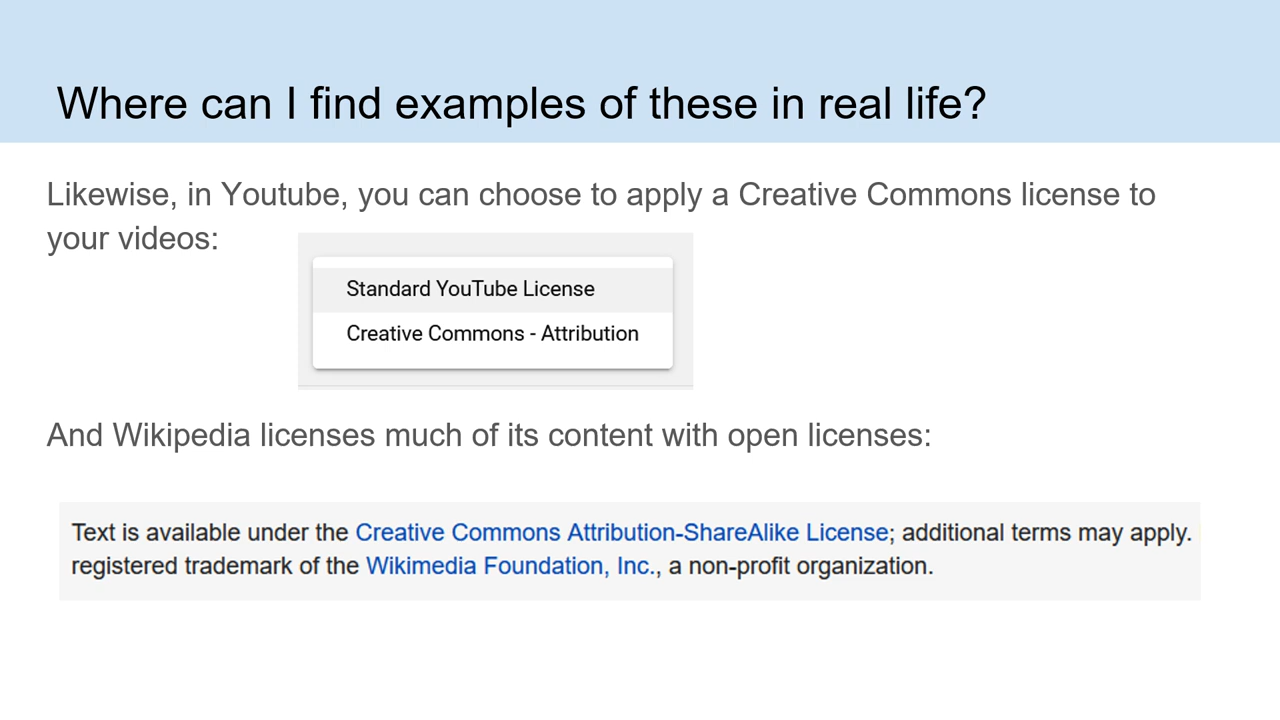 Where can I find examples of these in real life?
Likewise, in Youtube, you can choose to apply a Creative Commons license to
your videos:
Standard YouTube License
Creative Commons - Attribution
And Wikipedia licenses much of its content with open licenses:
Text is available under the Creative Commons Attribution-ShareAlike License; additional terms may apply.
registered trademark of the Wikimedia Foundation, Inc., a non-profit organization.